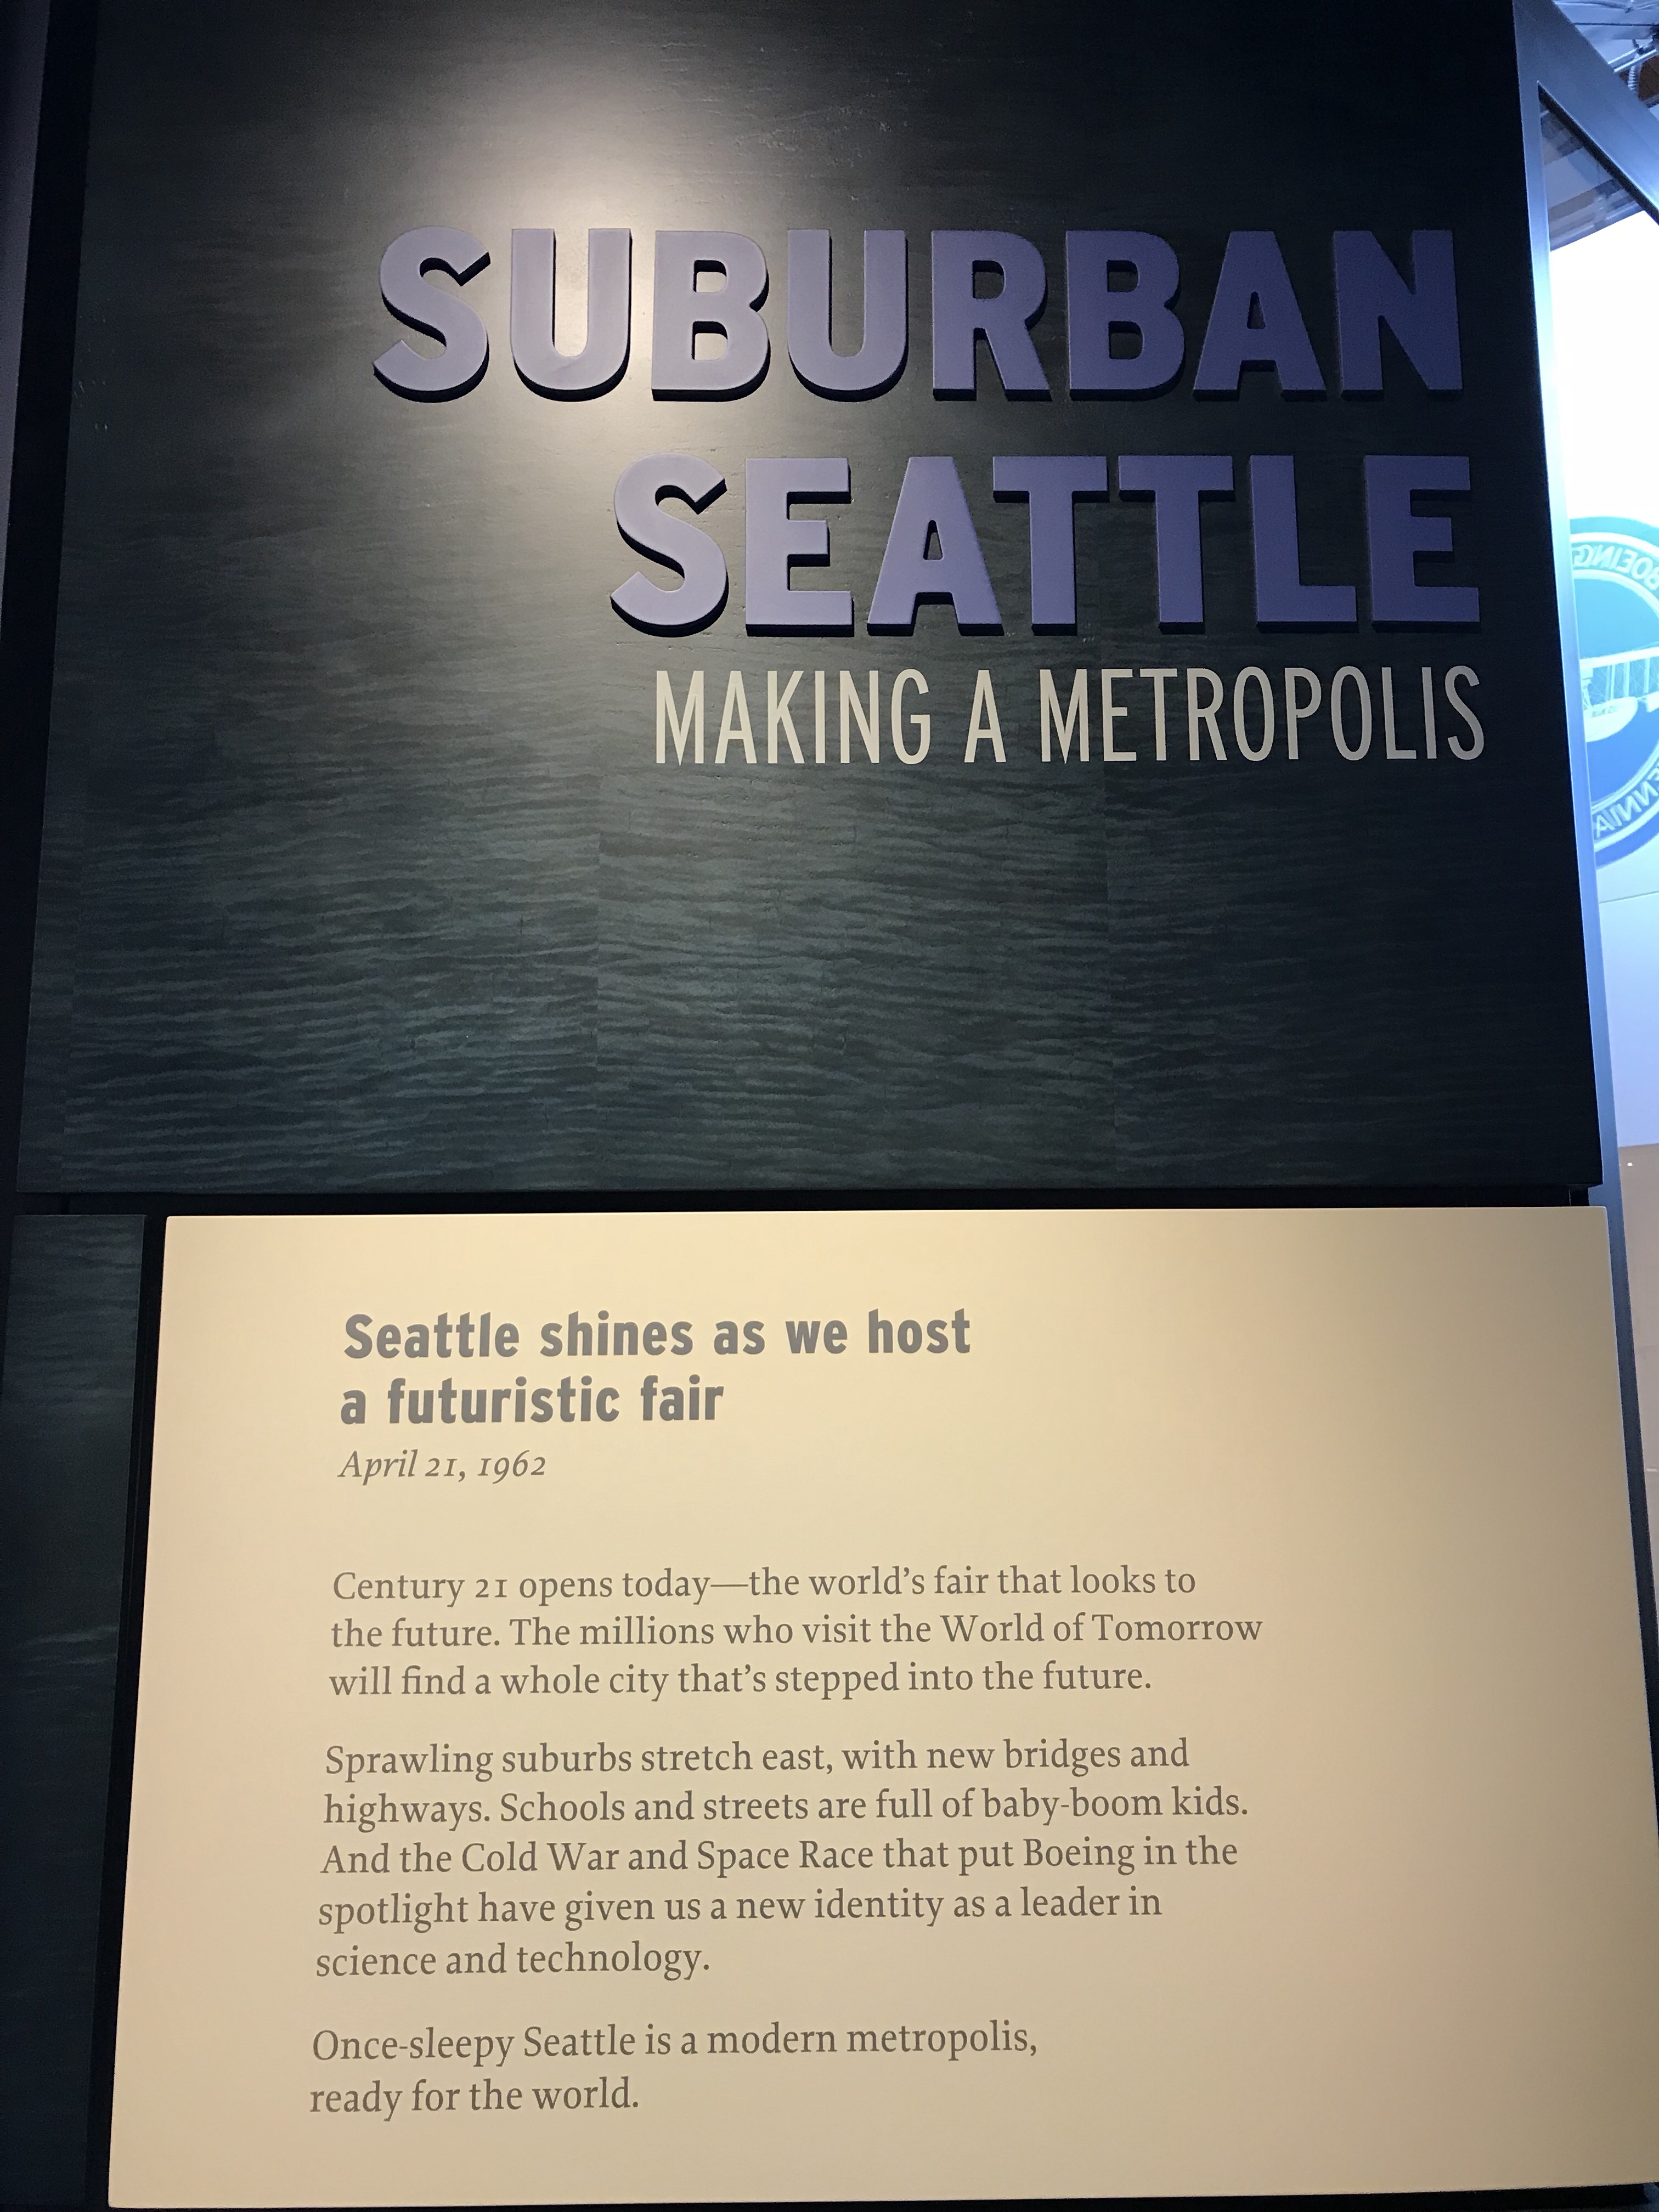 SUBURBAN
SEATTLE
MAKING A METROPOLIS
BOEING
Seattle shines as we host
a futuristic fair
April 21, 1962
Century 21 opens today—the world's fair that looks to
the future. The millions who visit the World of Tomorrow
will find a whole city that's stepped into the future.
Sprawling suburbs stretch east, with new bridges and
highways. Schools and streets are full of baby-boom kids.
And the Cold War and Space Race that put Boeing in the
spotlight have given us a new identity as a leader in
science and technology.
Once-sleepy Seattle is a modern metropolis,
ready for the world.